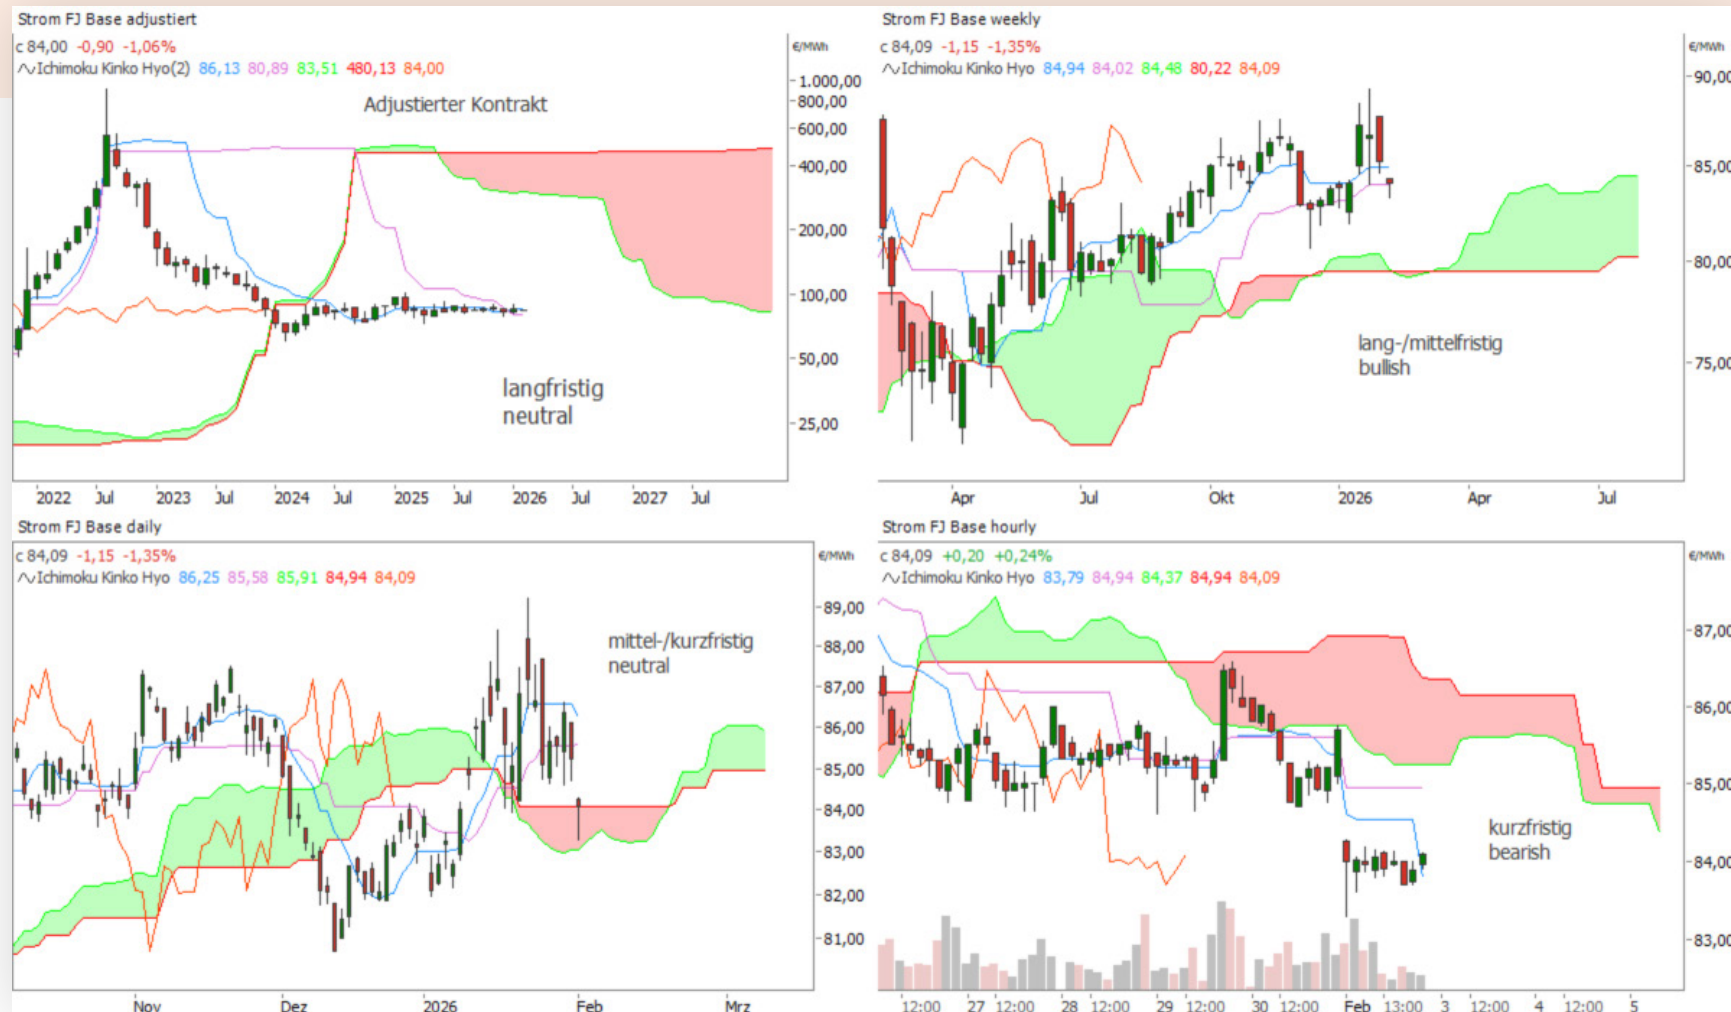 Strom FJ Base adjustiert
c 84,00 -0,90 -1,06%
Ichimoku Kinko Hyo(2) 86,13 80,89 83,51 480,13 84,00
€/MWh
Adjustierter Kontrakt
1.000,00
800,00
600,00
400,00
200,00
100,00
50,00
25,00
langfristig
neutral
2022 Jul 2023 Jul 2024 Jul 2025 Jul 2026 Jul 2027 Jul
Strom FJ Base weekly
c 84,09 -1,15 -1,35%
Ichimoku Kinko Hyo 84,94 84,02 84,48 80,22 84,09
€/MWh
90,00
85,00
80,00
75,00
lang-/mittelfristig
bullish
Apr Jul Okt 2026 Apr Jul
Strom FJ Base daily
c 84,09 -1,15 -1,35%
Ichimoku Kinko Hyo 86,25 85,58 85,91 84,94 84,09
€/MWh
mittel-/kurzfristig
neutral
89,00
88,00
87,00
86,00
85,00
84,00
83,00
82,00
81,00
Nov Dez 2026 Feb Mrz
Strom FJ Base hourly
c 84,09 +0,20 +0,24%
Ichimoku Kinko Hyo 83,79 84,94 84,37 84,94 84,09
€/MWh
87,00
86,00
85,00
84,00
83,00
kurzfristig
bearish
12:00 27 12:00 28 12:00 29 12:00 30 12:00 Feb 13:00 3 12:00 4 12:00 5